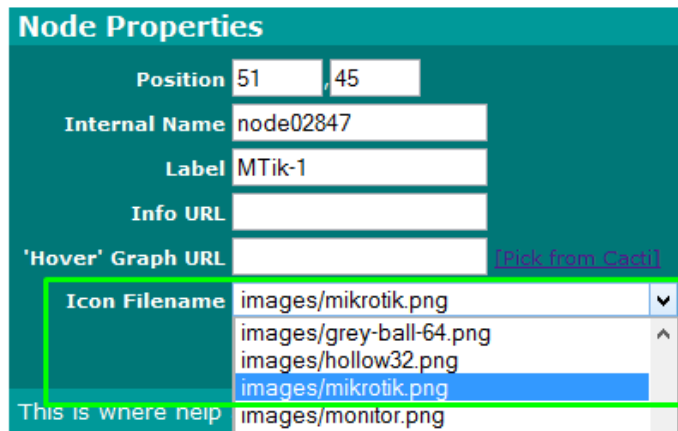 Node Properties
Position 51 , 45
Internal Name node02847
Label MTik-1
Info URL
'Hover' Graph URL [Pick from Cacti]
Icon Filename images/mikrotik.png
images/grey-ball-64.png
images/hollow32.png
images/mikrotik.png
This is where help images/monitor.png